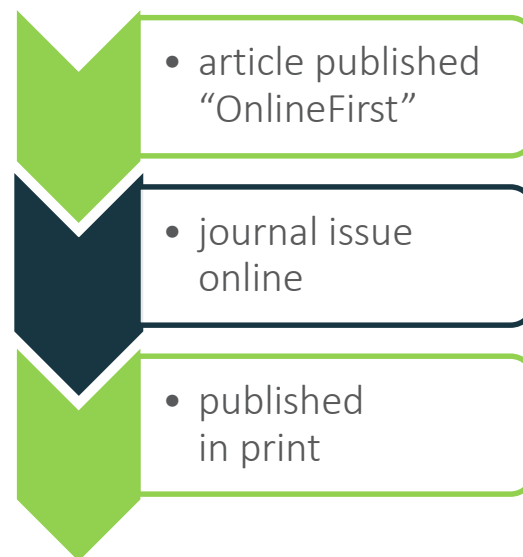 • article published
“OnlineFirst”
• journal issue
online
• published
in print